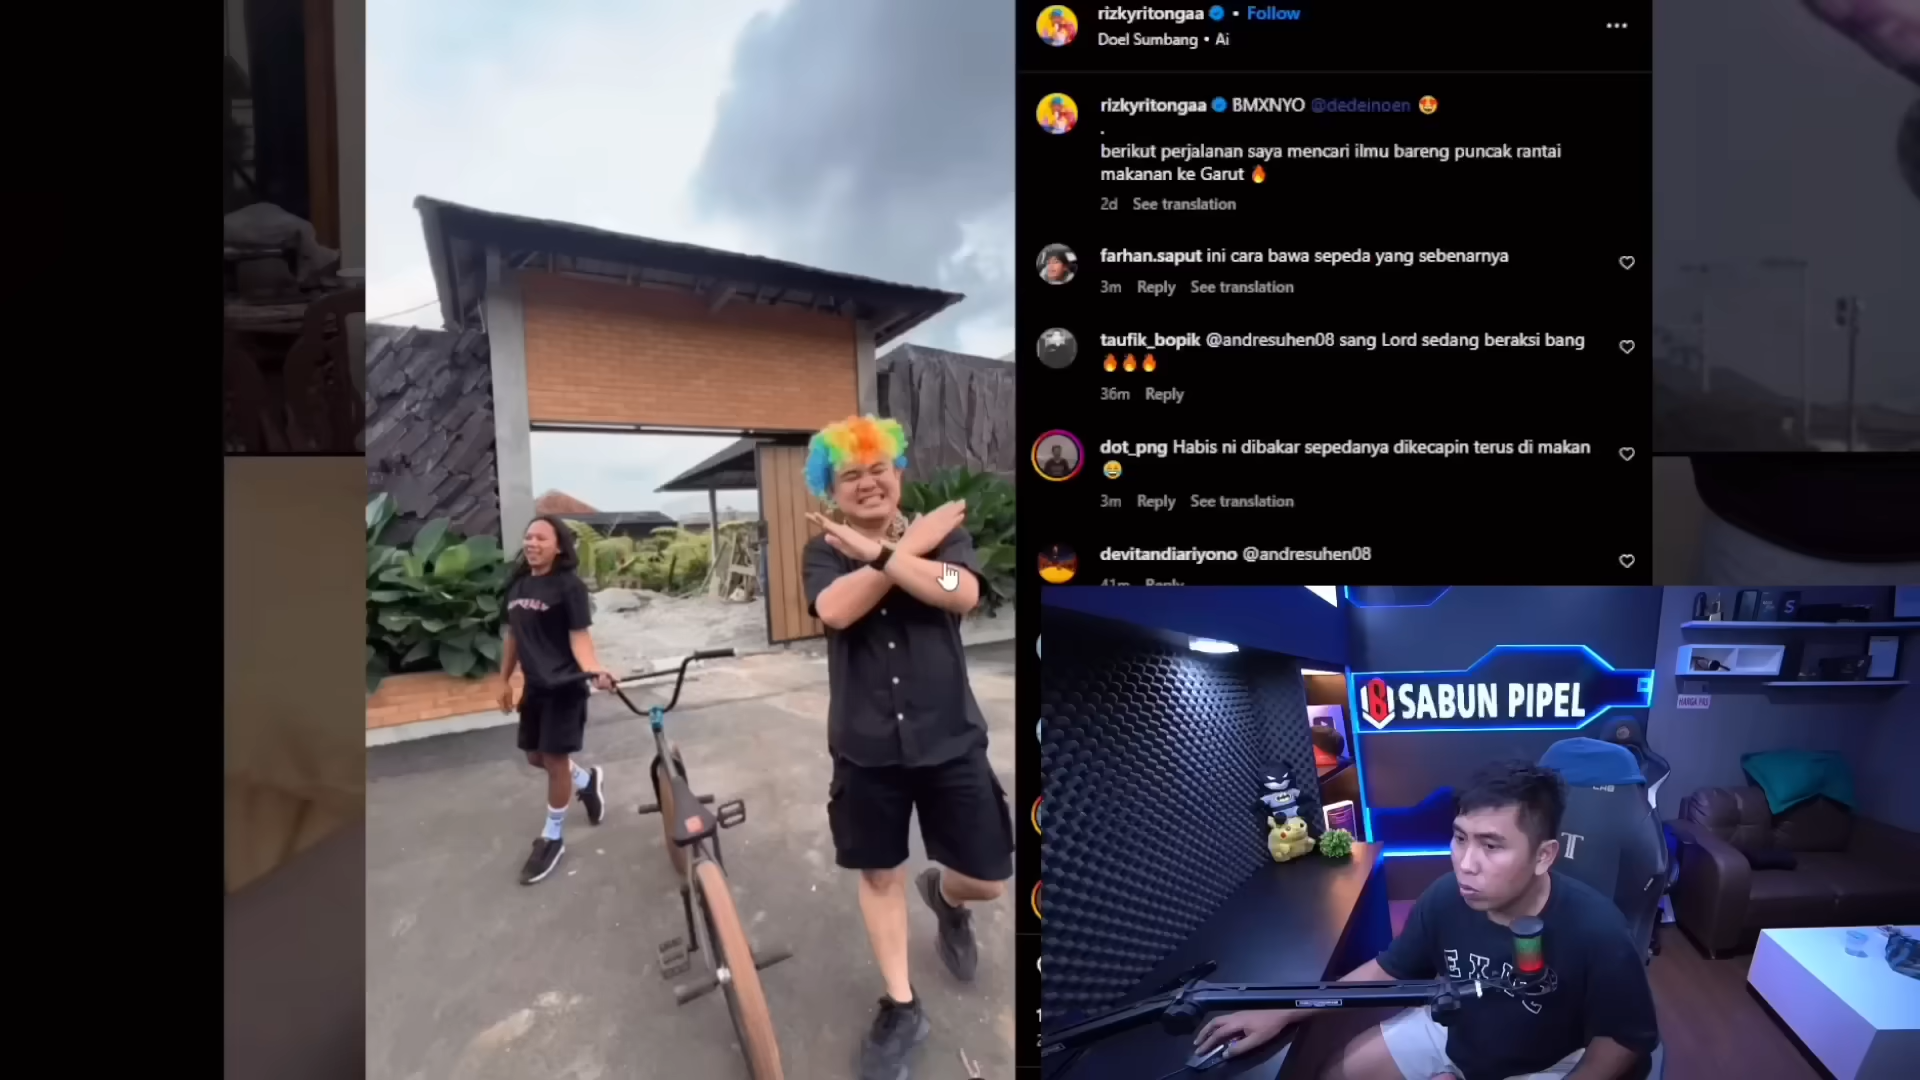 rizkyritongaa • Follow
Doel Sumbang • Ai
rizkyritongaa BMXNYO @dedeinoen 🤩
.
berikut perjalanan saya mencari ilmu bareng puncak rantai
makanan ke Garut 🔥
2d See translation
farhan.saput ini cara bawa sepeda yang sebenarnya
3m Reply See translation
taufik_bopik @andresuhen08 sang Lord sedang beraksi bang
🔥🔥🔥
36m Reply
dot_png Habis ni dibakar sepedanya dikecapin terus di makan
😂
3m Reply See translation
devitandiariyono @andresuhen08
41m Reply
SABUN PIPEL